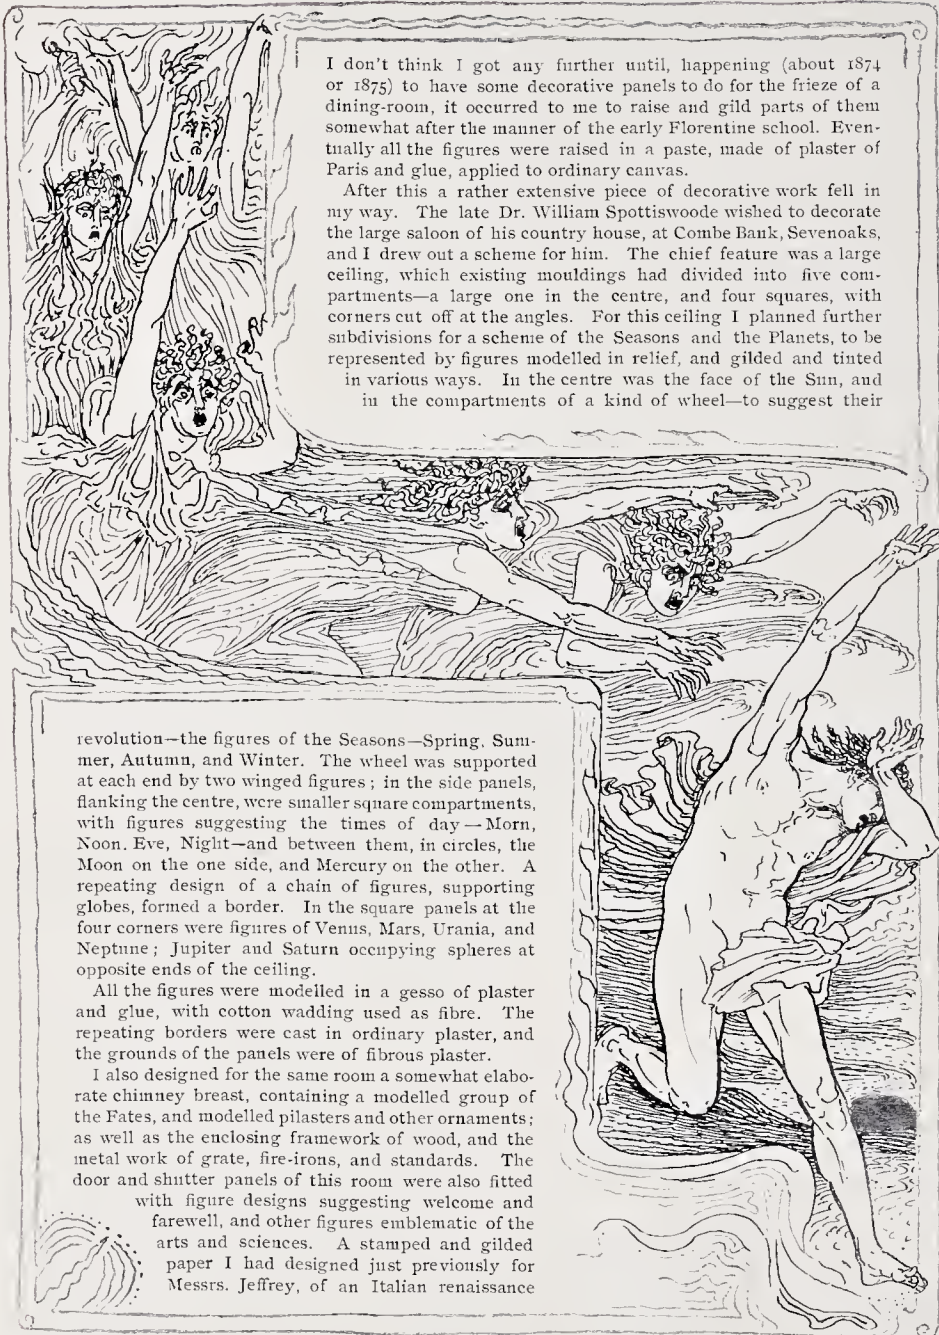 I don't think I got any further until, happening (about 1874
or 1875) to have some decorative panels to do for the frieze of a
dining-room, it occurred to me to raise and gild parts of them
somewhat after the manner of the early Florentine school. Even-
tually all the figures were raised in a paste, made of plaster of
Paris and glue, applied to ordinary canvas.
After this a rather extensive piece of decorative work fell in
my way. The late Dr. William Spottiswoode wished to decorate
the large saloon of his country house, at Combe Bank, Sevenoaks,
and I drew out a scheme for him. The chief feature was a large
ceiling, which existing mouldings had divided into five com-
partments—a large one in the centre, and four squares, with
corners cut off at the angles. For this ceiling I planned further
subdivisions for a scheme of the Seasons and the Planets, to be
represented by figures modelled in relief, and gilded and tinted
in various ways. In the centre was the face of the Sun, and
in the compartments of a kind of wheel—to suggest their
revolution—the figures of the Seasons—Spring, Sum-
mer, Autumn, and Winter. The wheel was supported
at each end by two winged figures; in the side panels,
flanking the centre, were smaller square compartments,
with figures suggesting the times of day—Morn,
Noon. Eve, Night—and between them, in circles, the
Moon on the one side, and Mercury on the other. A
repeating design of a chain of figures, supporting
globes, formed a border. In the square panels at the
four corners were figures of Venus, Mars, Urania, and
Neptune; Jupiter and Saturn occupying spheres at
opposite ends of the ceiling.
All the figures were modelled in a gesso of plaster
and glue, with cotton wadding used as fibre. The
repeating borders were cast in ordinary plaster, and
the grounds of the panels were of fibrous plaster.
I also designed for the same room a somewhat elabo-
rate chimney breast, containing a modelled group of
the Fates, and modelled pilasters and other ornaments;
as well as the enclosing framework of wood, and the
metal work of grate, fire-irons, and standards. The
door and shutter panels of this room were also fitted
with figure designs suggesting welcome and
farewell, and other figures emblematic of the
arts and sciences. A stamped and gilded
paper I had designed just previously for
Messrs. Jeffrey, of an Italian renaissance